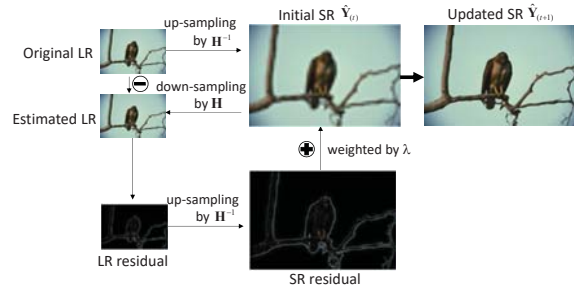 Initial SR Ŷ(t)
Updated SR Ŷ(t+1)
Original LR
up-sampling
by H⁻¹
down-sampling
by H
Estimated LR
weighted by λ
up-sampling
by H⁻¹
LR residual
SR residual